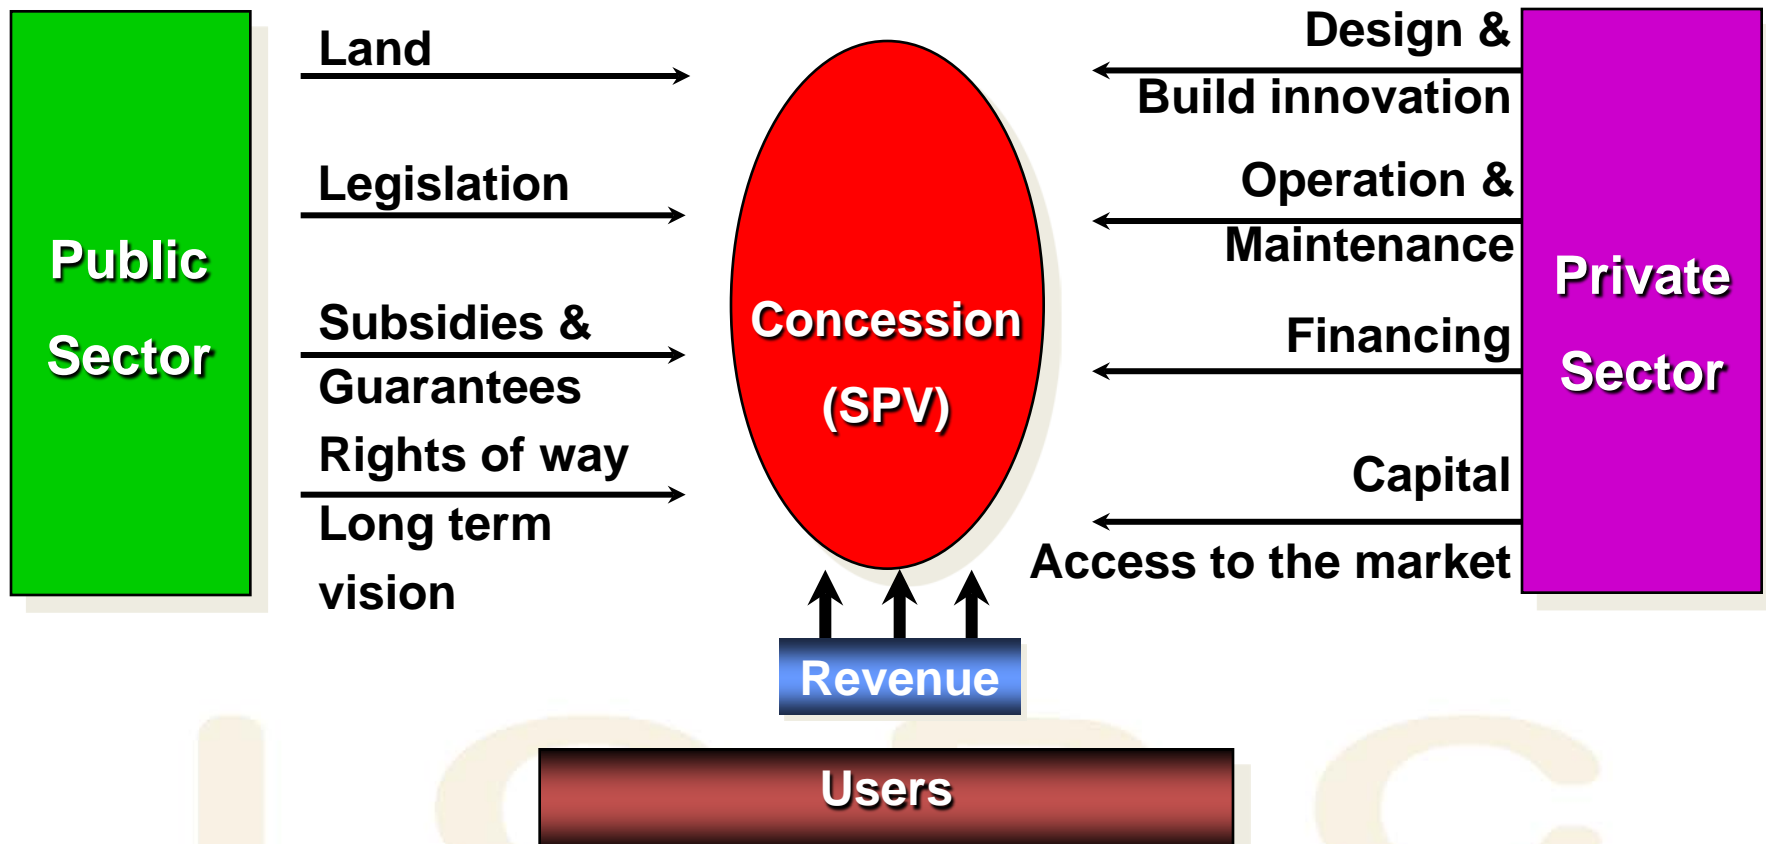 Public
Sector
Land
Legislation
Subsidies &
Guarantees
Rights of way
Long term
vision
Concession
(SPV)
Design &
Build innovation
Operation &
Maintenance
Financing
Capital
Access to the market
Private
Sector
Revenue
Users